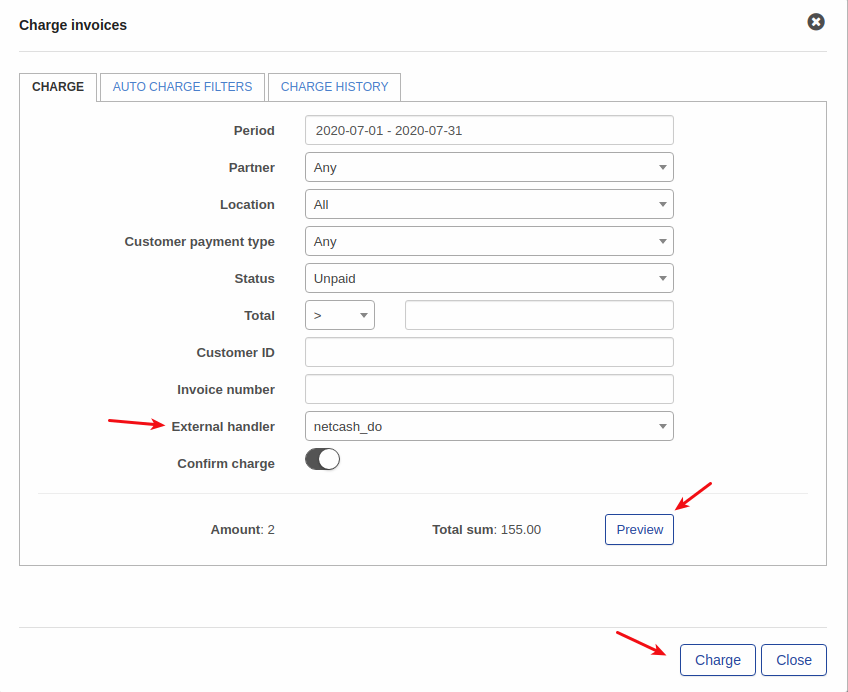 Charge invoices
CHARGE AUTO CHARGE FILTERS CHARGE HISTORY
Period 2020-07-01 - 2020-07-31
Partner Any
Location All
Customer payment type Any
Status Unpaid
Total >
Customer ID
Invoice number
External handler netcash_do
Confirm charge
Amount: 2 Total sum: 155.00 Preview
Charge Close